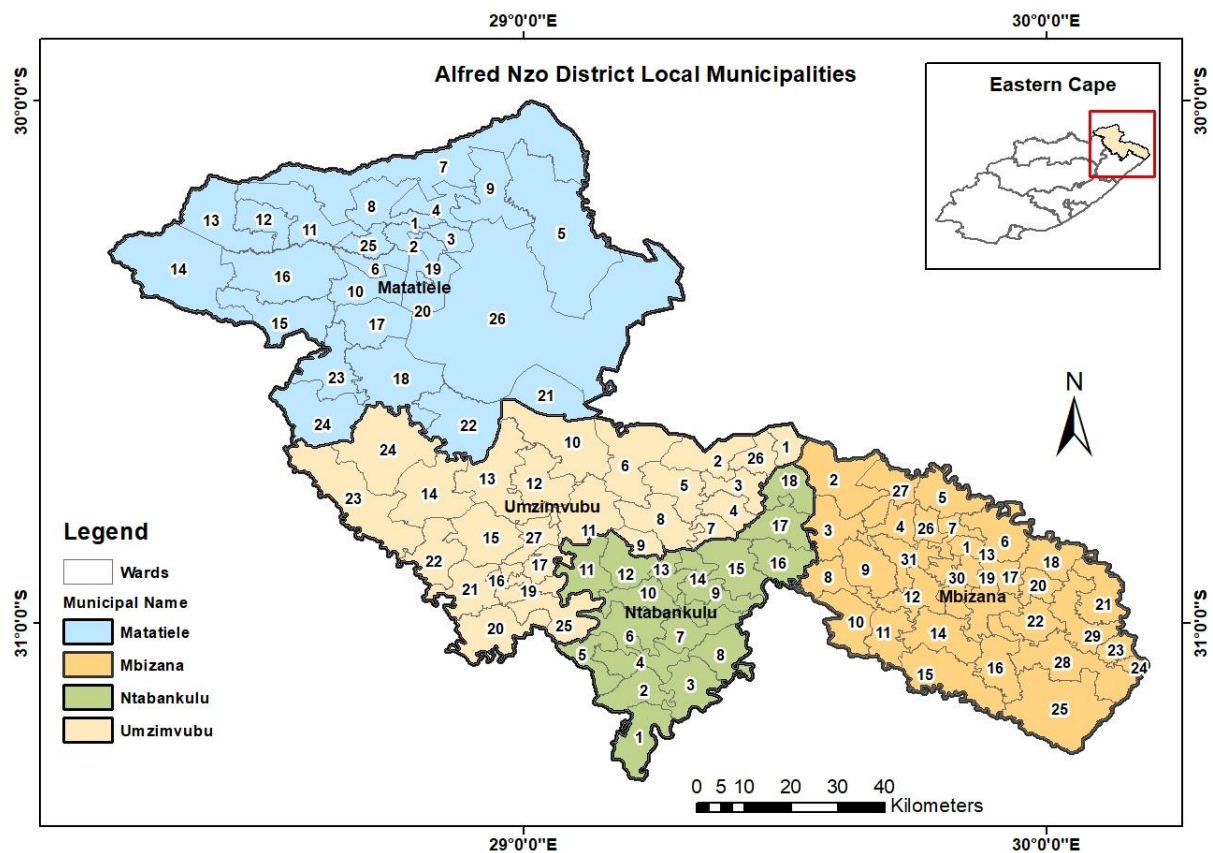 29°0'0"E 30°0'0"E
Alfred Nzo District Local Municipalities
Eastern Cape
30°0'0"S 30°0'0"S
7
9
8 4
13 12 11 1
25 2 3 5
14 16 6 19
10 Matatiele
20
15 17 26
23 18
21
24 22
N
24 10 1
6 2 26
23 14 13 12 5 3 18 2 27 5
Umzimvubu 4
15 27 11 8 7 17 3 4 26 7
9 1 13 6
22 17 11 12 13 14 15 16 8 9 31 18
21 16 19 10 9 30 19 17 20
Ntabankulu 12 Mbizana 21
20 25 6 7 10 11 14 22 29
5 4 8 23
15 16 28 24
2 3
25
1
Legend
Wards
Municipal Name
Matatiele
Mbizana
Ntabankulu
Umzimvubu
31°0'0"S 31°0'0"S
0 5 10 20 30 40
Kilometers
29°0'0"E 30°0'0"E